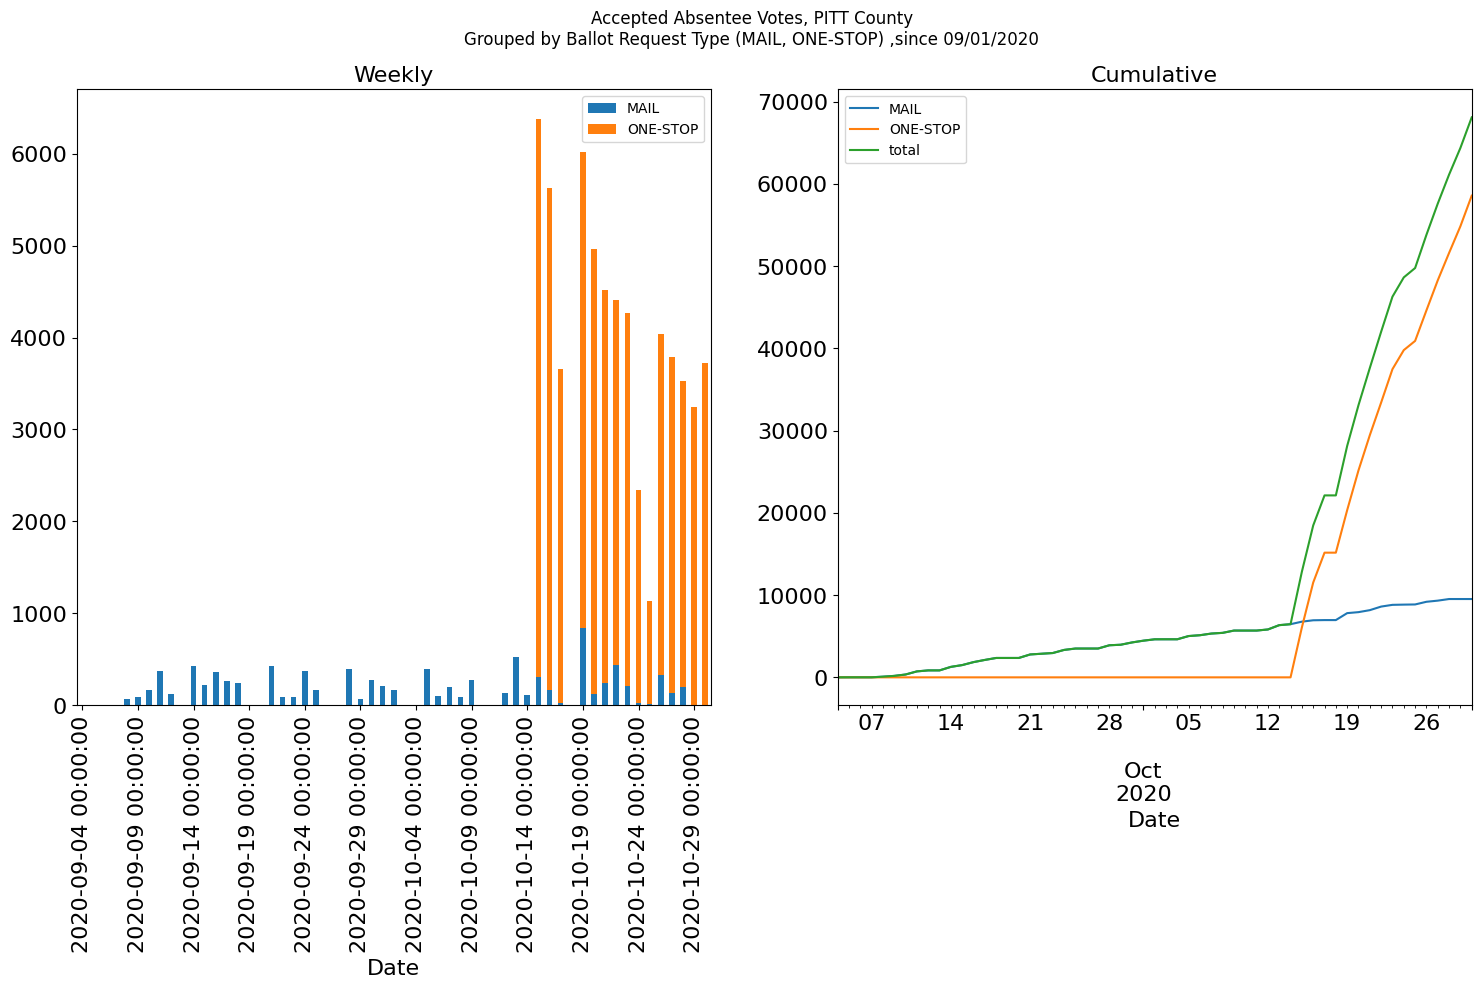 Accepted Absentee Votes, PITT County
Grouped by Ballot Request Type (MAIL, ONE-STOP) ,since 09/01/2020
Weekly
MAIL
ONE-STOP
6000
5000
4000
3000
2000
1000
0
2020-09-04 00:00:00
2020-09-09 00:00:00
2020-09-14 00:00:00
2020-09-19 00:00:00
2020-09-24 00:00:00
2020-09-29 00:00:00
2020-10-04 00:00:00
2020-10-09 00:00:00
2020-10-14 00:00:00
2020-10-19 00:00:00
2020-10-24 00:00:00
2020-10-29 00:00:00
Date
Cumulative
MAIL
ONE-STOP
total
70000
60000
50000
40000
30000
20000
10000
0
07 14 21 28 05 12 19 26
Oct
2020
Date